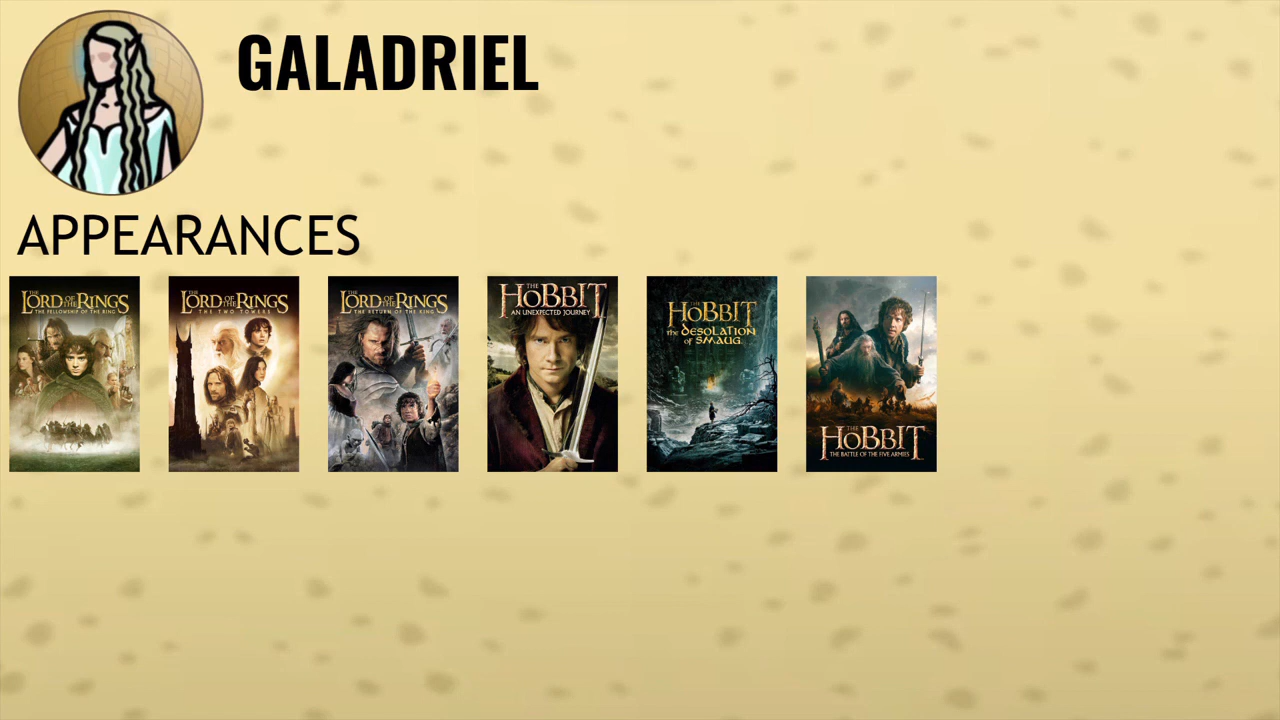 GALADRIEL
APPEARANCES
THE
LORD OF THE RINGS
THE FELLOWSHIP OF THE RING
THE
LORD OF THE RINGS
THE TWO TOWERS
THE
LORD OF THE RINGS
THE RETURN OF THE KING
THE
HOBBIT
AN UNEXPECTED JOURNEY
THE
HOBBIT
THE DESOLATION
OF SMAUG
THE
HOBBIT
THE BATTLE OF THE FIVE ARMIES